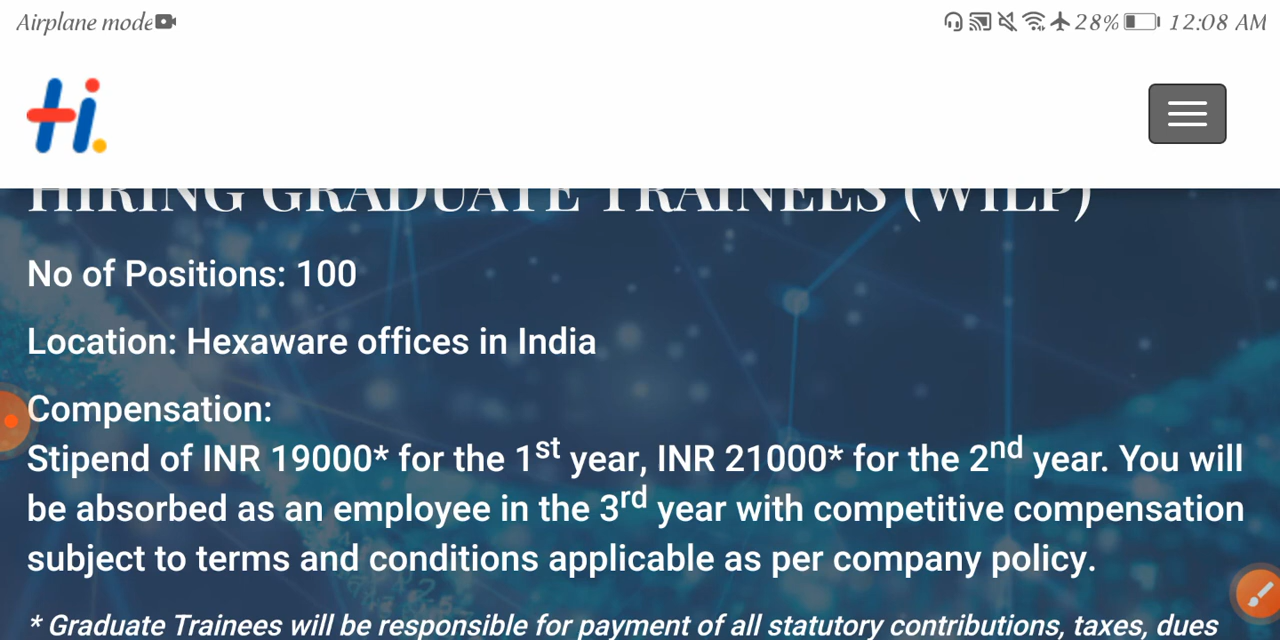 Airplane mode 28% 12:08 AM
Hi.
HIRING GRADUATE TRAINEES (WILP)
No of Positions: 100
Location: Hexaware offices in India
Compensation:
Stipend of INR 19000* for the 1st year, INR 21000* for the 2nd year. You will
be absorbed as an employee in the 3rd year with competitive compensation
subject to terms and conditions applicable as per company policy.
* Graduate Trainees will be responsible for payment of all statutory contributions, taxes, dues